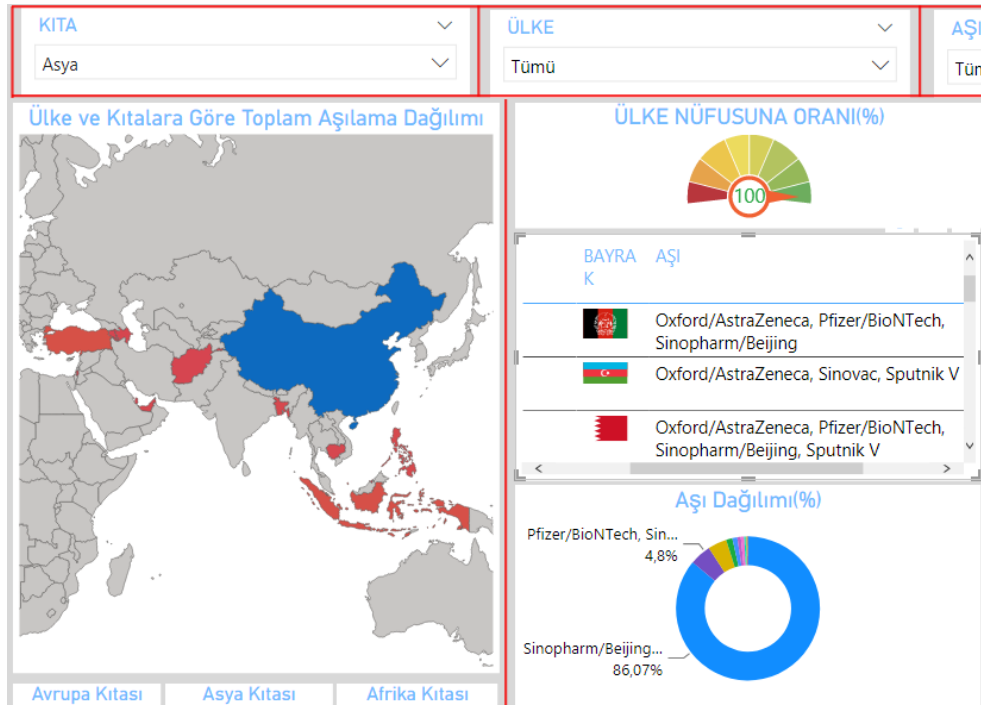 KITA
Asya
ÜLKE
Tümü
AŞI
Tüm
Ülke ve Kıtalara Göre Toplam Aşılama Dağılımı
ÜLKE NÜFUSUNA ORANI(%)
100
BAYRA
K
AŞI
Oxford/AstraZeneca, Pfizer/BioNTech,
Sinopharm/Beijing
Oxford/AstraZeneca, Sinovac, Sputnik V
Oxford/AstraZeneca, Pfizer/BioNTech,
Sinopharm/Beijing, Sputnik V
Aşı Dağılımı(%)
Pfizer/BioNTech, Sin...
4,8%
Sinopharm/Beijing...
86,07%
Avrupa Kıtası
Asya Kıtası
Afrika Kıtası